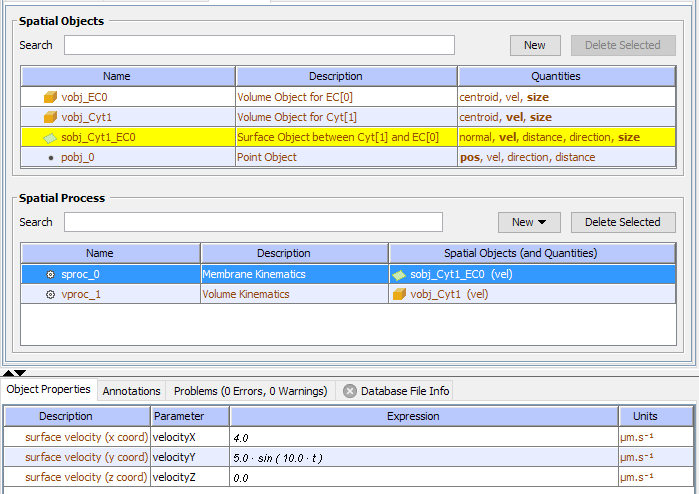 Spatial Objects
Search New Delete Selected
Name Description Quantities
vobj_EC0 Volume Object for EC[0] centroid, vel, size
vobj_Cyt1 Volume Object for Cyt[1] centroid, vel, size
sobj_Cyt1_EC0 Surface Object between Cyt[1] and EC[0] normal, vel, distance, direction, size
pobj_0 Point Object pos, vel, direction, distance
Spatial Process
Search New Delete Selected
Name Description Spatial Objects (and Quantities)
sproc_0 Membrane Kinematics sobj_Cyt1_EC0 (vel)
vproc_1 Volume Kinematics vobj_Cyt1 (vel)
Object Properties Annotations Problems (0 Errors, 0 Warnings) Database File Info
Description Parameter Expression Units
surface velocity (x coord) velocityX 4.0 µm.s⁻¹
surface velocity (y coord) velocityY 5.0 · sin ( 10.0 · t ) µm.s⁻¹
surface velocity (z coord) velocityZ 0.0 µm.s⁻¹